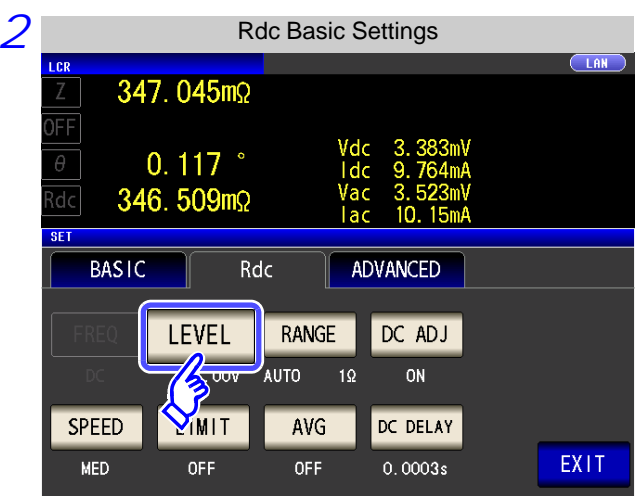 2
Rdc Basic Settings
LCR
LAN
Z 347.045mΩ
OFF
Vdc 3.383mV
θ 0.117 °
Idc 9.764mA
Rdc 346.509mΩ
Vac 3.523mV
Iac 10.15mA
SET
BASIC Rdc ADVANCED
FREQ LEVEL RANGE DC ADJ
DC AUTO 1Ω ON
SPEED LIMIT AVG DC DELAY
MED OFF OFF 0.0003s
EXIT